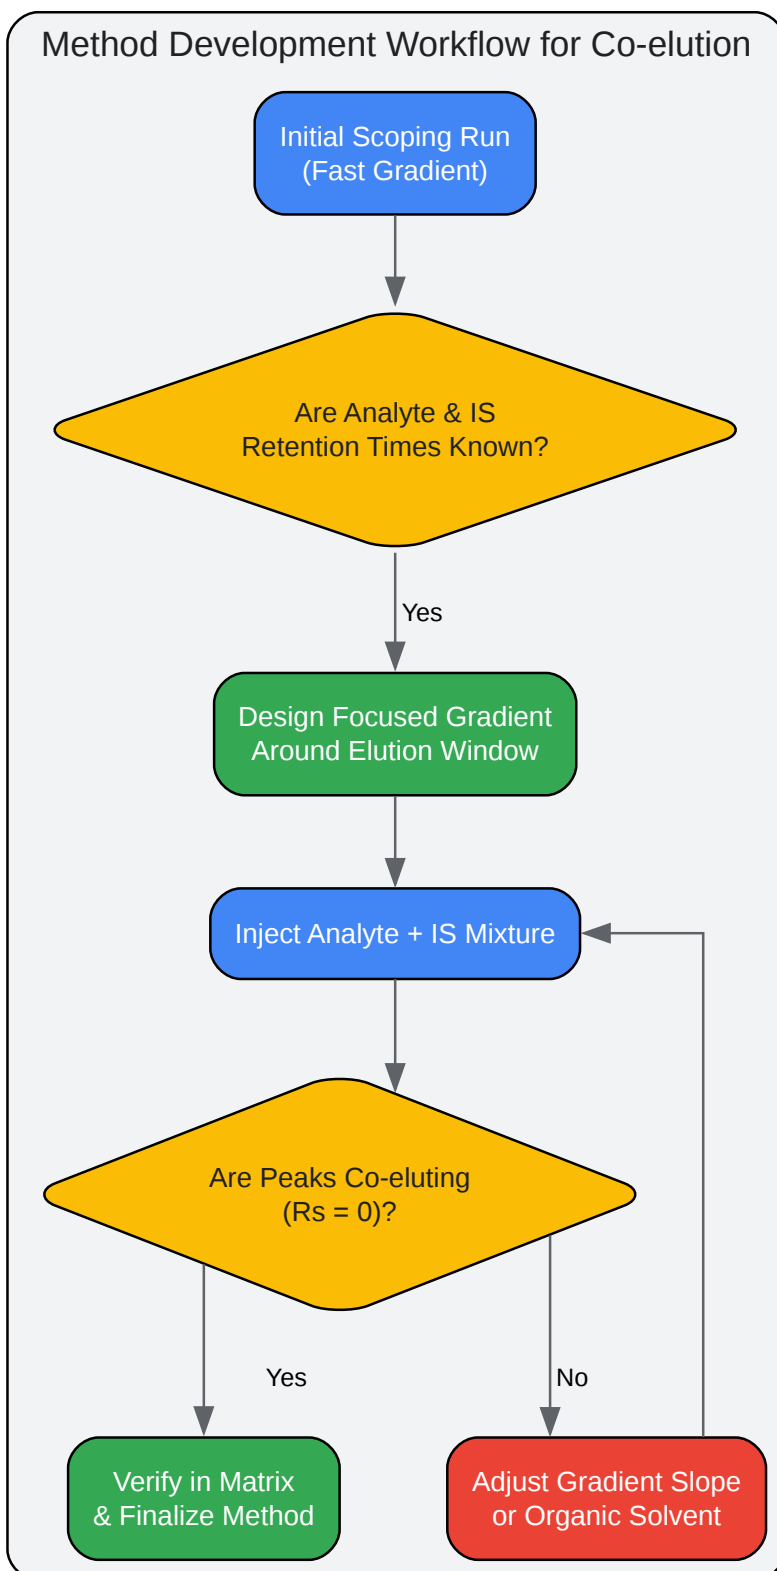 Method Development Workflow for Co-elution
Initial Scoping Run
(Fast Gradient)
Are Analyte & IS
Retention Times Known?
Yes
Design Focused Gradient
Around Elution Window
Inject Analyte + IS Mixture
Are Peaks Co-eluting
(Rs = 0)?
Yes
No
Verify in Matrix
& Finalize Method
Adjust Gradient Slope
or Organic Solvent